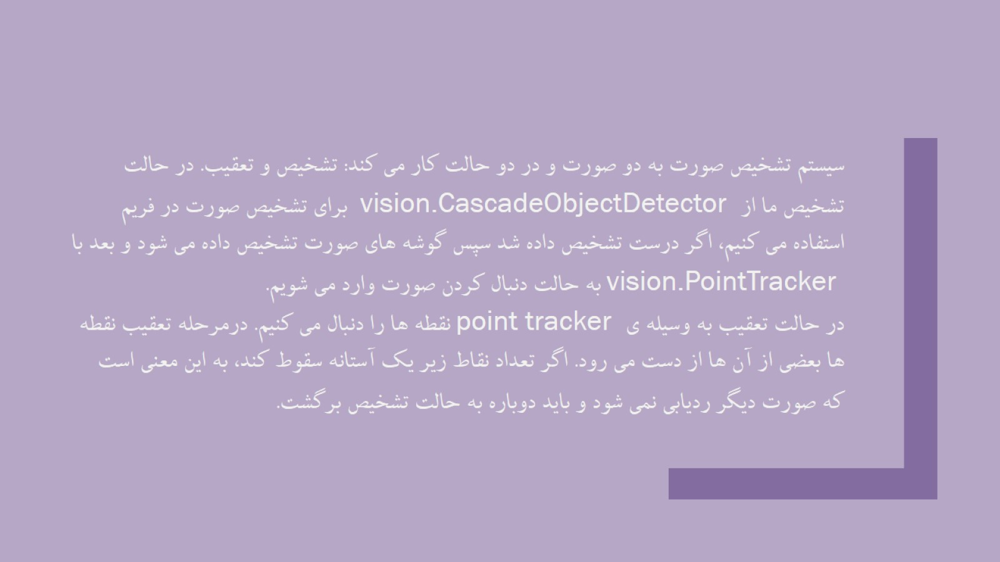 سیستم تشخیص صورت به دو صورت و در دو حالت کار می کند: تشخیص و تعقیب. در حالت
تشخیص ما از vision.CascadeObjectDetector برای تشخیص صورت در فریم
استفاده می کنیم، اگر درست تشخیص داده شد سپس گوشه های صورت تشخیص داده می شود و بعد با
vision.PointTracker به حالت دنبال کردن صورت وارد می شویم.
در حالت تعقیب به وسیله ی point tracker نقطه ها را دنبال می کنیم. درمرحله تعقیب نقطه
ها بعضی از آن ها از دست می رود. اگر تعداد نقاط زیر یک آستانه سقوط کند، به این معنی است
که صورت دیگر ردیابی نمی شود و باید دوباره به حالت تشخیص برگشت.